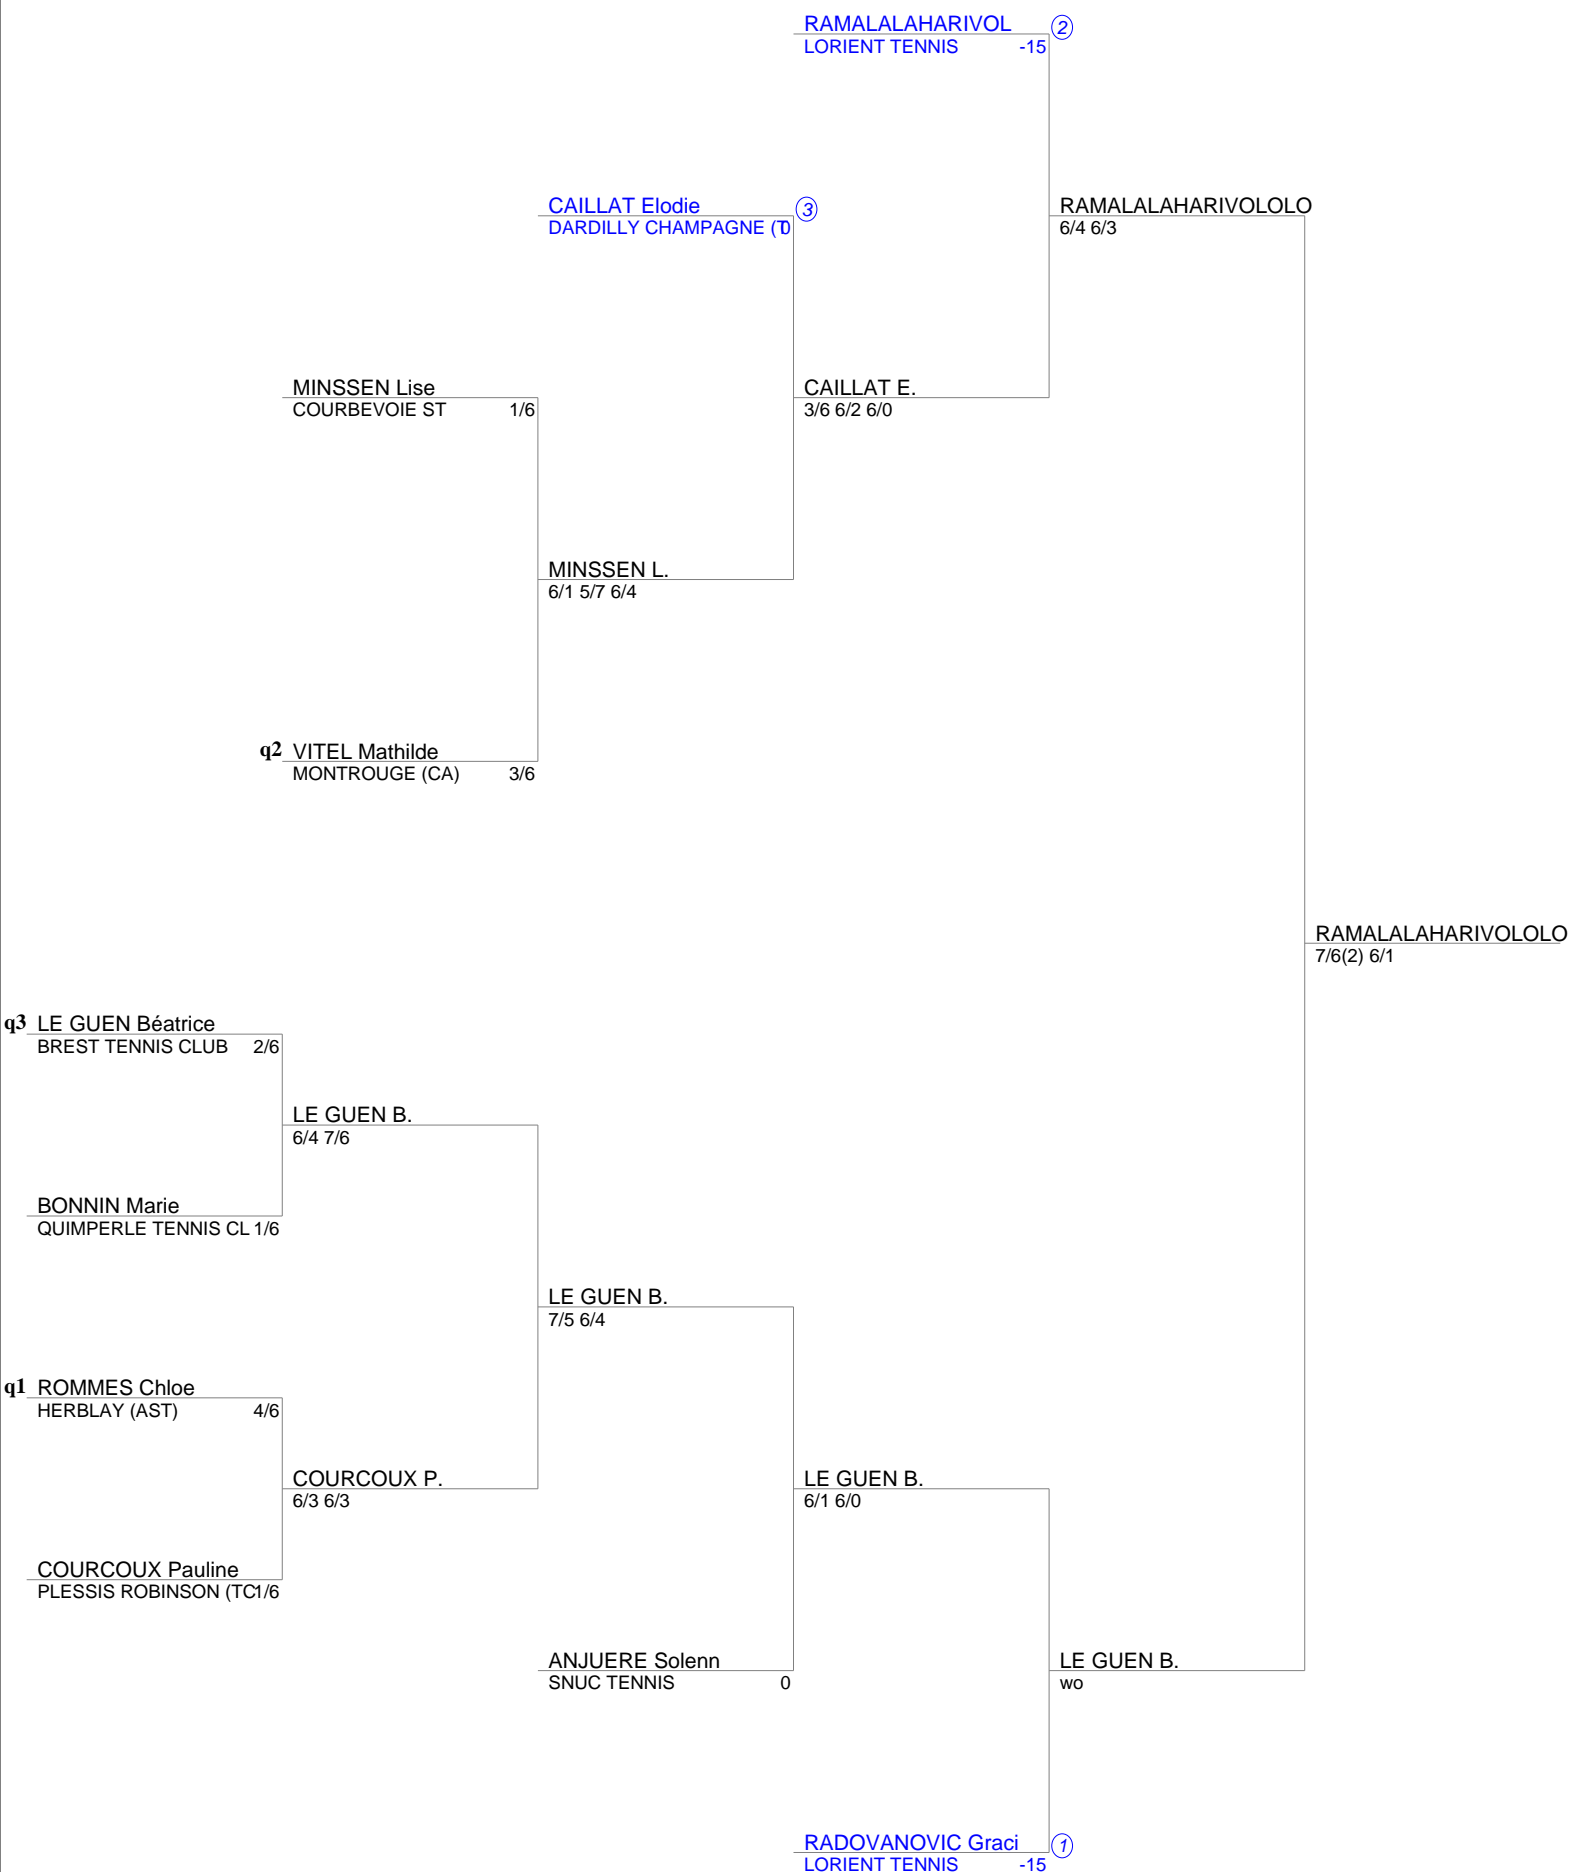 RAMALALAHARIVOL 2
LORIENT TENNIS -15
CAILLAT Elodie 3
DARDILLY CHAMPAGNE (T 0
RAMALALAHARIVOLOLO
6/4 6/3
MINSSEN Lise
COURBEVOIE ST 1/6
CAILLAT E.
3/6 6/2 6/0
MINSSEN L.
6/1 5/7 6/4
q2 VITEL Mathilde
MONTROUGE (CA) 3/6
RAMALALAHARIVOLOLO
7/6(2) 6/1
q3 LE GUEN Béatrice
BREST TENNIS CLUB 2/6
LE GUEN B.
6/4 7/6
BONNIN Marie
QUIMPERLE TENNIS CL 1/6
LE GUEN B.
7/5 6/4
q1 ROMMES Chloe
HERBLAY (AST) 4/6
COURCOUX P.
6/3 6/3
LE GUEN B.
6/1 6/0
COURCOUX Pauline
PLESSIS ROBINSON (TC 1/6
ANJUERE Solenn
SNUC TENNIS 0
LE GUEN B.
wo
RADOVANOVIC Graci 1
LORIENT TENNIS -15